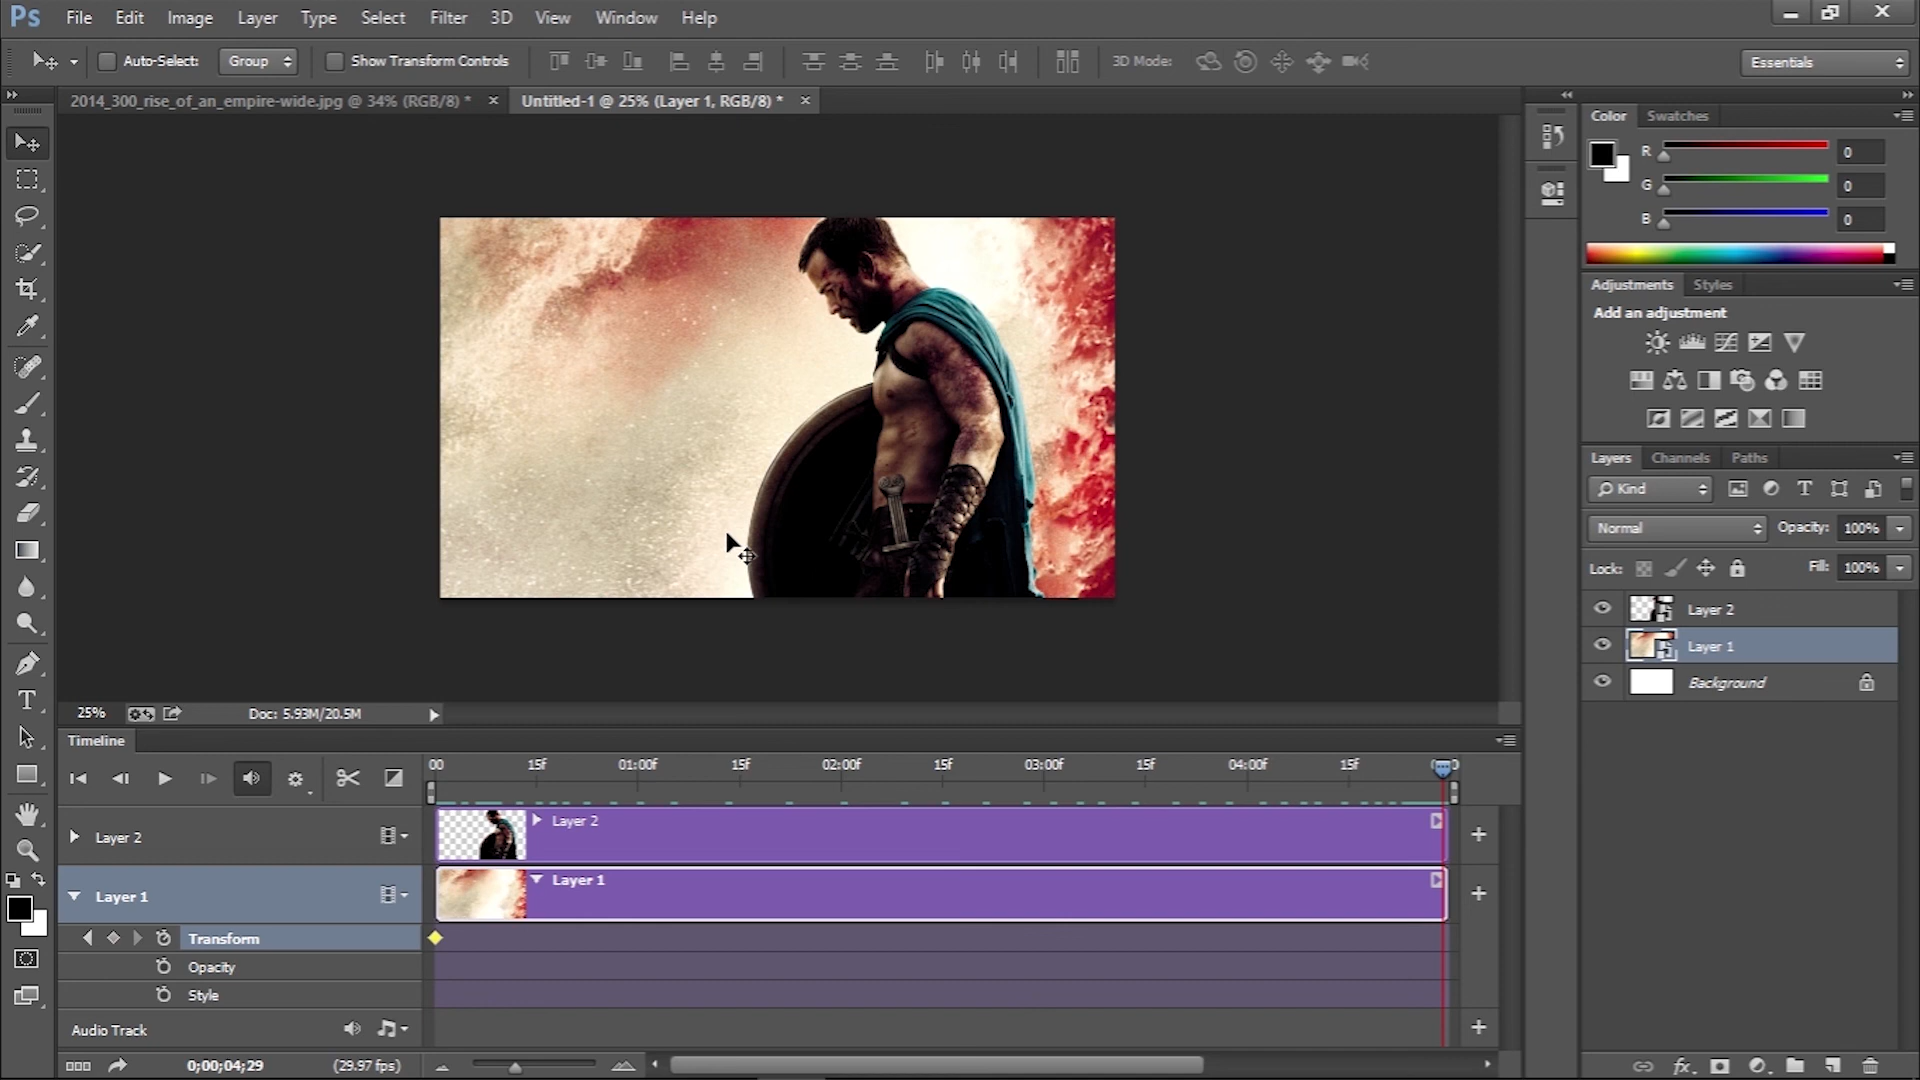 Ps File Edit Image Layer Type Select Filter 3D View Window Help
Auto-Select: Group Show Transform Controls 3D Mode: Essentials
2014_300_rise_of_an_empire-wide.jpg @ 34% (RGB/8) * × Untitled-1 @ 25% (Layer 1, RGB/8) * ×
Color Swatches
R 0
G 0
B 0
Adjustments Styles
Add an adjustment
Layers Channels Paths
Kind
Normal Opacity: 100%
Lock: Fill: 100%
Layer 2
Layer 1
Background
25% Doc: 5.93M/20.5M
Timeline
00 15f 01:00f 15f 02:00f 15f 03:00f 15f 04:00f 15f
Layer 2 Layer 2
Layer 1 Layer 1
Transform
Opacity
Style
Audio Track
0;00;04;29 (29.97 fps)